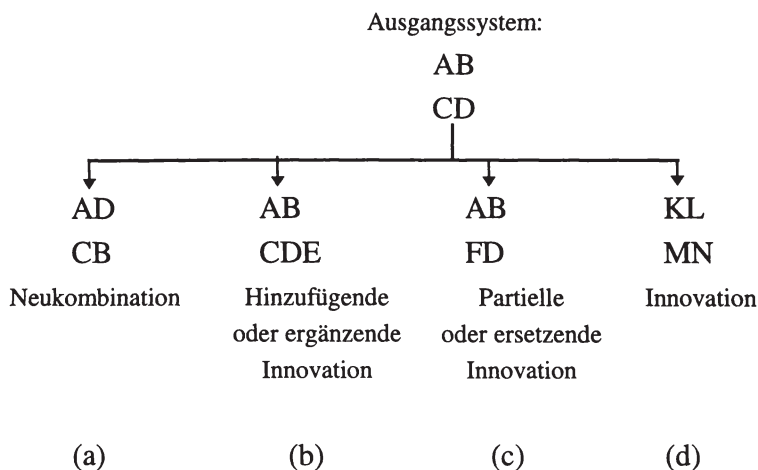 Ausgangssystem:
AB
CD
AD AB AB KL
CB CDE FD MN
Neukombination Hinzufügende Partielle Innovation
oder ergänzende oder ersetzende
Innovation Innovation
(a) (b) (c) (d)